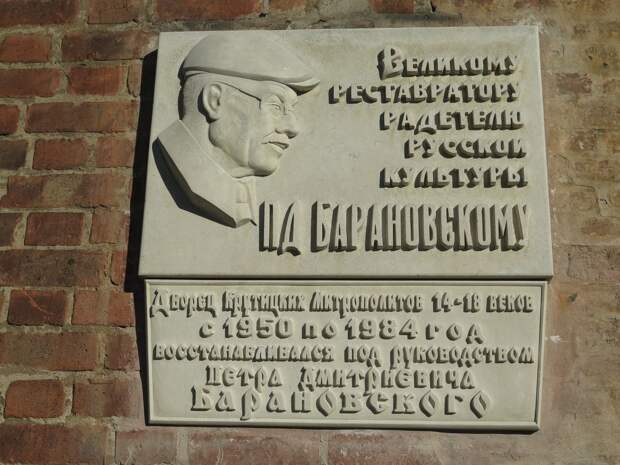 Великому
реставратору
радетелю
русской
культуры
П.Д. Барановскому
Дворец Крутицких Митрополитов 14-18 веков
с 1950 по 1984 год
восстанавливался под руководством
Петра Дмитриевича
Барановского